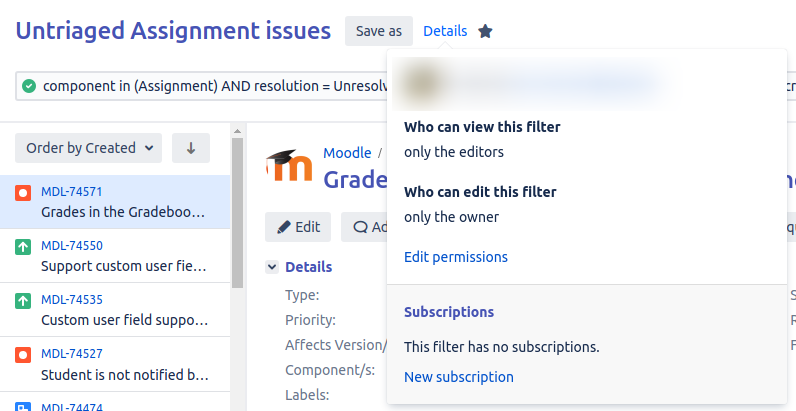 Untriaged Assignment issues
Save as
Details
component in (Assignment) AND resolution = Unresolv
Order by Created
MDL-74571
Grades in the Gradeboo…
MDL-74550
Support custom user fie…
MDL-74535
Custom user field suppo…
MDL-74527
Student is not notified b…
MDL-74474
Moodle /
Grade
Edit
Ad
Details
Type:
Priority:
Affects Version/
Component/s:
Labels:
Who can view this filter
only the editors
Who can edit this filter
only the owner
Edit permissions
Subscriptions
This filter has no subscriptions.
New subscription